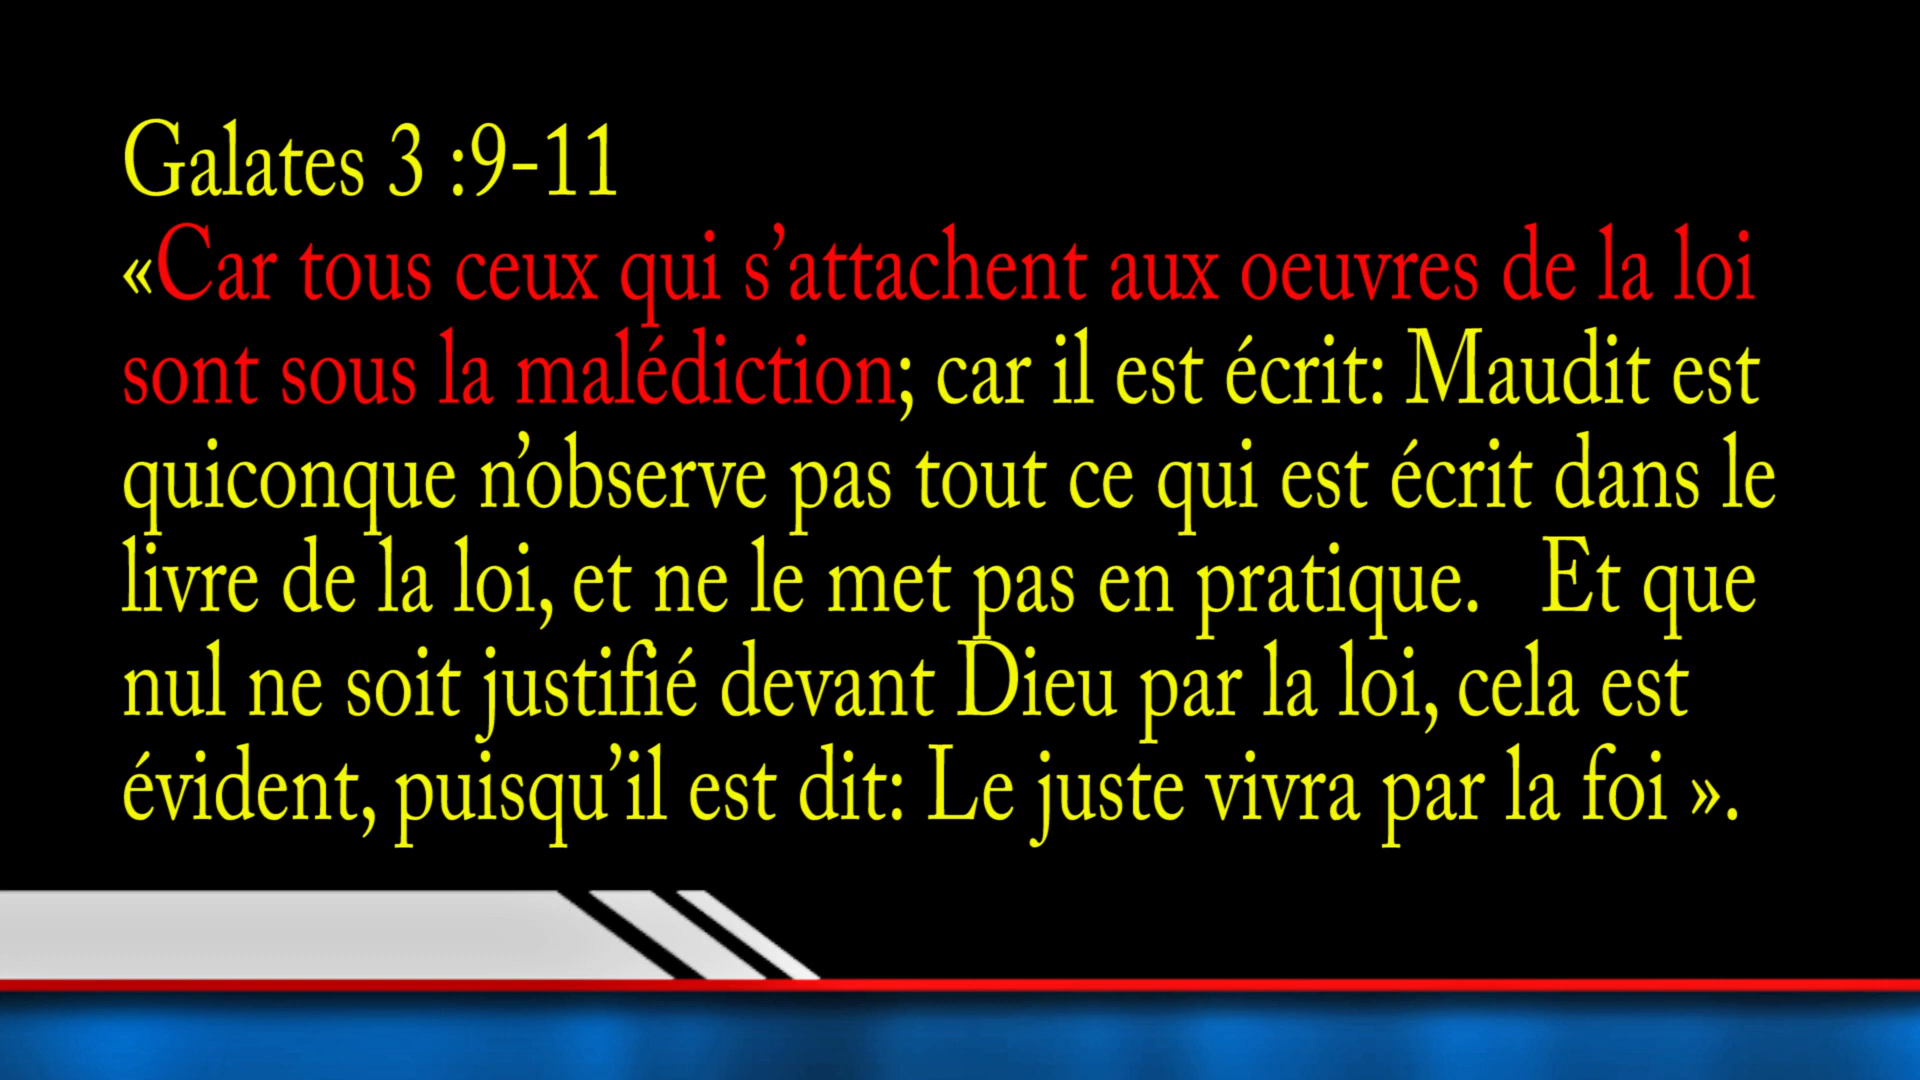 Galates 3 :9-11
«Car tous ceux qui s’attachent aux oeuvres de la loi
sont sous la malédiction; car il est écrit: Maudit est
quiconque n’observe pas tout ce qui est écrit dans le
livre de la loi, et ne le met pas en pratique.   Et que
nul ne soit justifié devant Dieu par la loi, cela est
évident, puisqu’il est dit: Le juste vivra par la foi ».